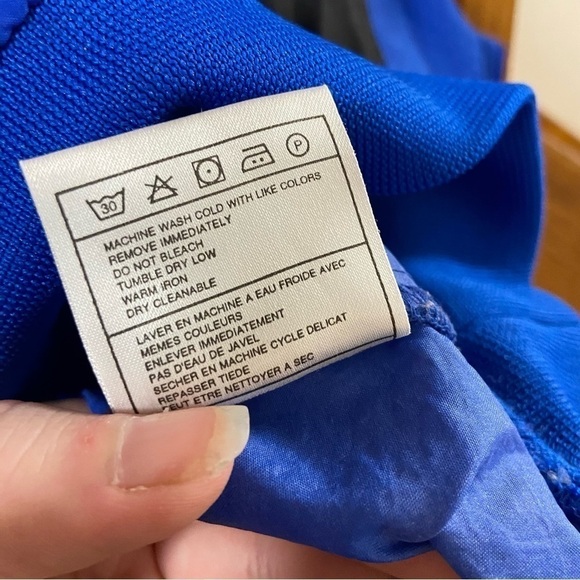 30 P
MACHINE WASH COLD WITH LIKE COLORS
REMOVE IMMEDIATELY
DO NOT BLEACH
TUMBLE DRY LOW
WARM IRON
DRY CLEANABLE
LAVER EN MACHINE A EAU FROIDE AVEC
MEMES COULEURS
ENLEVER IMMEDIATEMENT
PAS D'EAU DE JAVEL
SECHER EN MACHINE CYCLE DELICAT
REPASSER TIEDE
PEUT ETRE NETTOYER A SEC